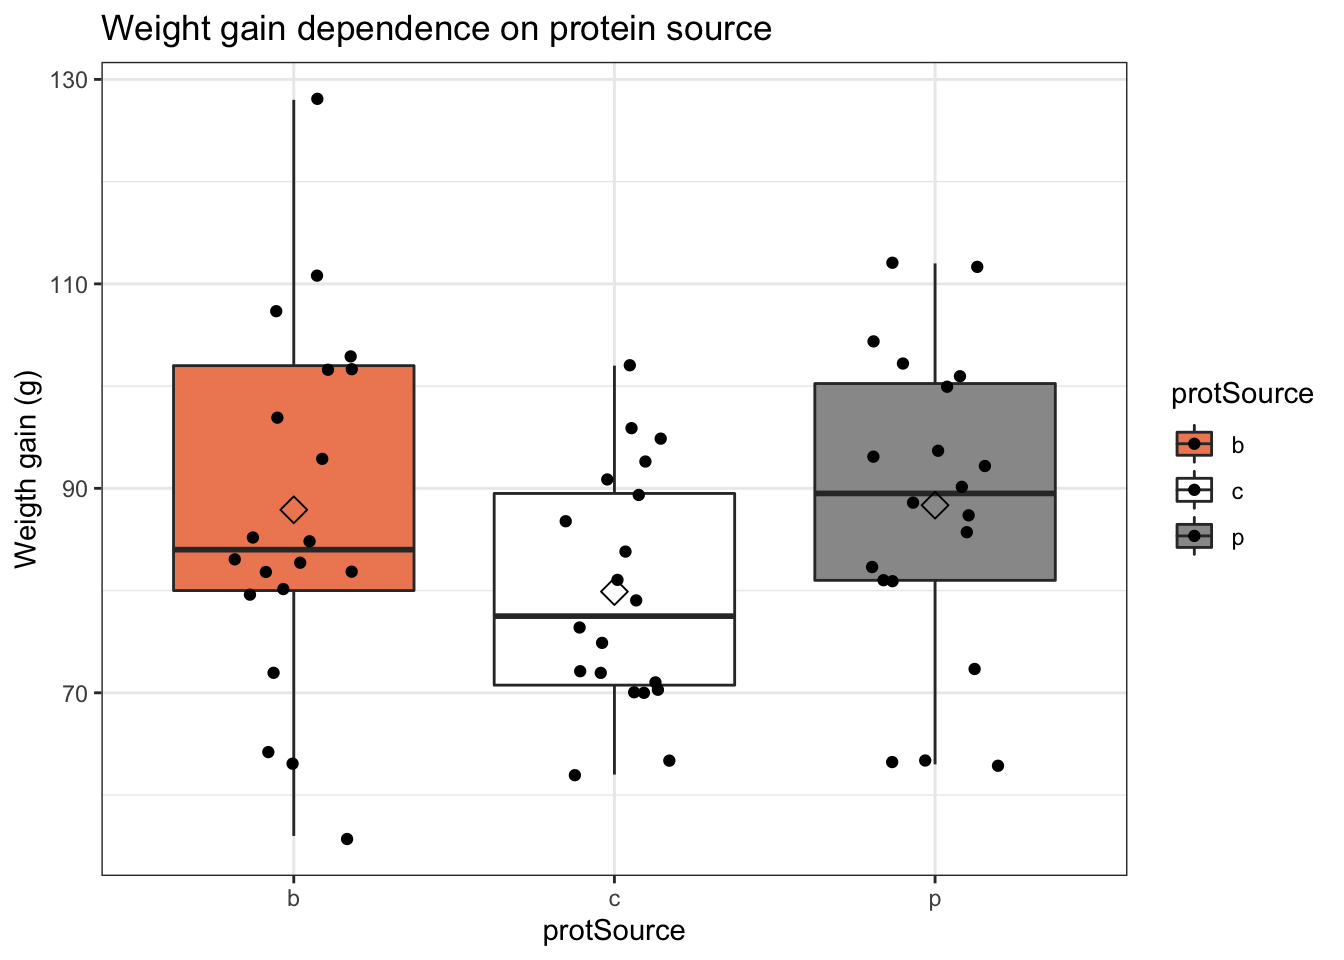 Weight gain dependence on protein source
130
110
90
70
Weigth gain (g)
b
c
p
protSource
protSource
b
c
p